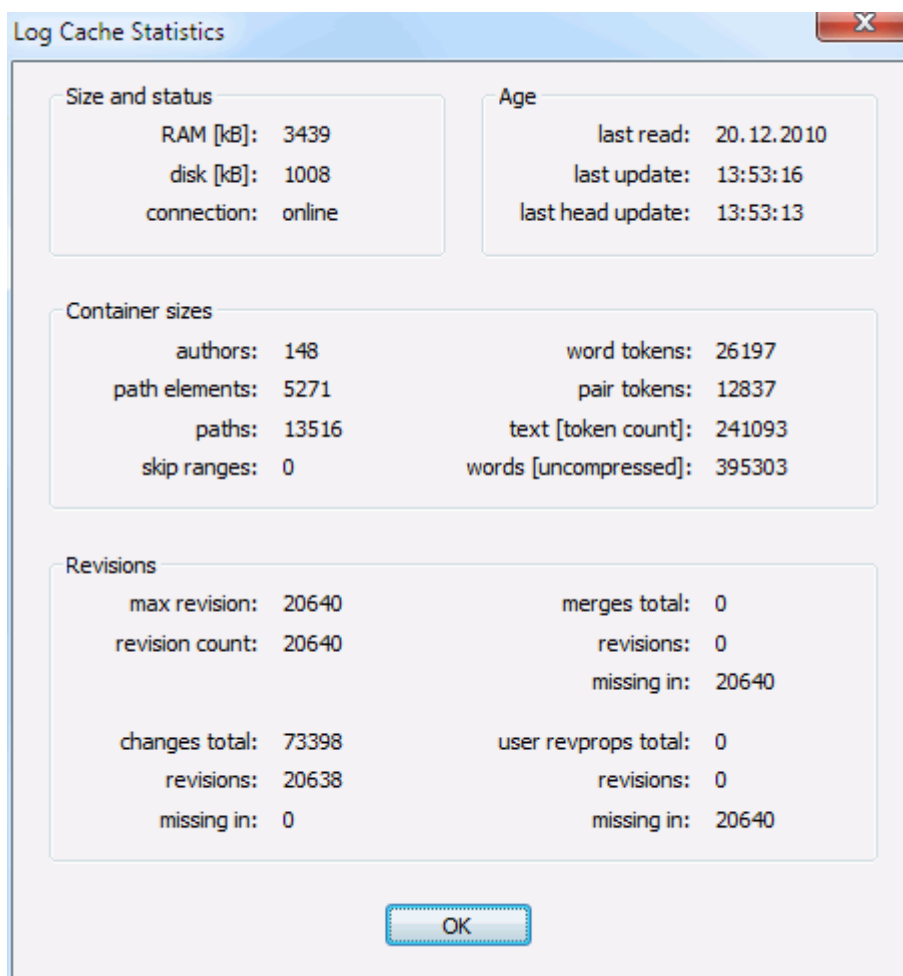 Log Cache Statistics
Size and status
RAM [kB]: 3439
disk [kB]: 1008
connection: online
Age
last read: 20.12.2010
last update: 13:53:16
last head update: 13:53:13
Container sizes
authors: 148
path elements: 5271
paths: 13516
skip ranges: 0
word tokens: 26197
pair tokens: 12837
text [token count]: 241093
words [uncompressed]: 395303
Revisions
max revision: 20640
revision count: 20640
merges total: 0
revisions: 0
missing in: 20640
changes total: 73398
revisions: 20638
missing in: 0
user revprops total: 0
revisions: 0
missing in: 20640
OK